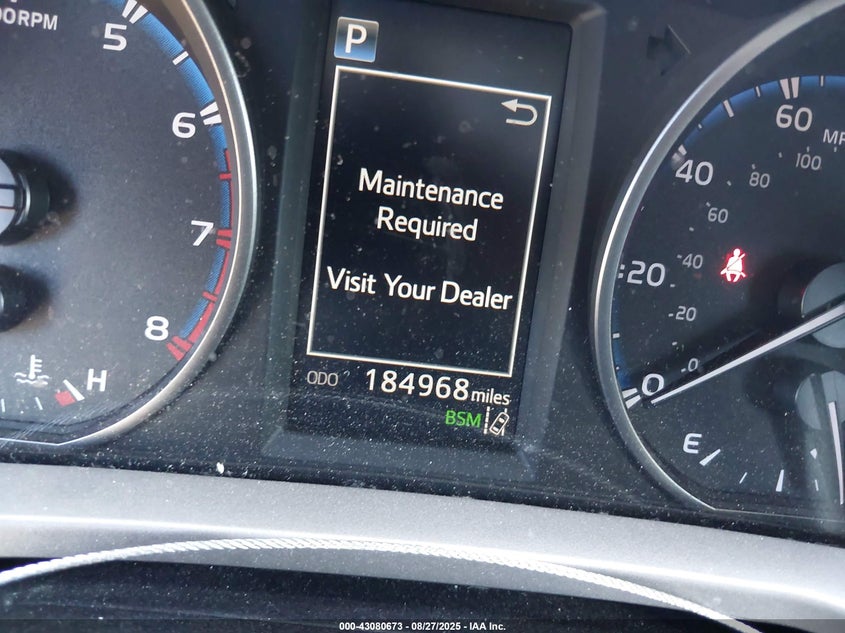 00RPM
5
6
7
8
H
P
Maintenance
Required
Visit Your Dealer
ODO 184968 miles
BSM
60
40
20
0
100
80
60
40
20
0
E
000-43080673 - 08/27/2025 - IAA Inc.